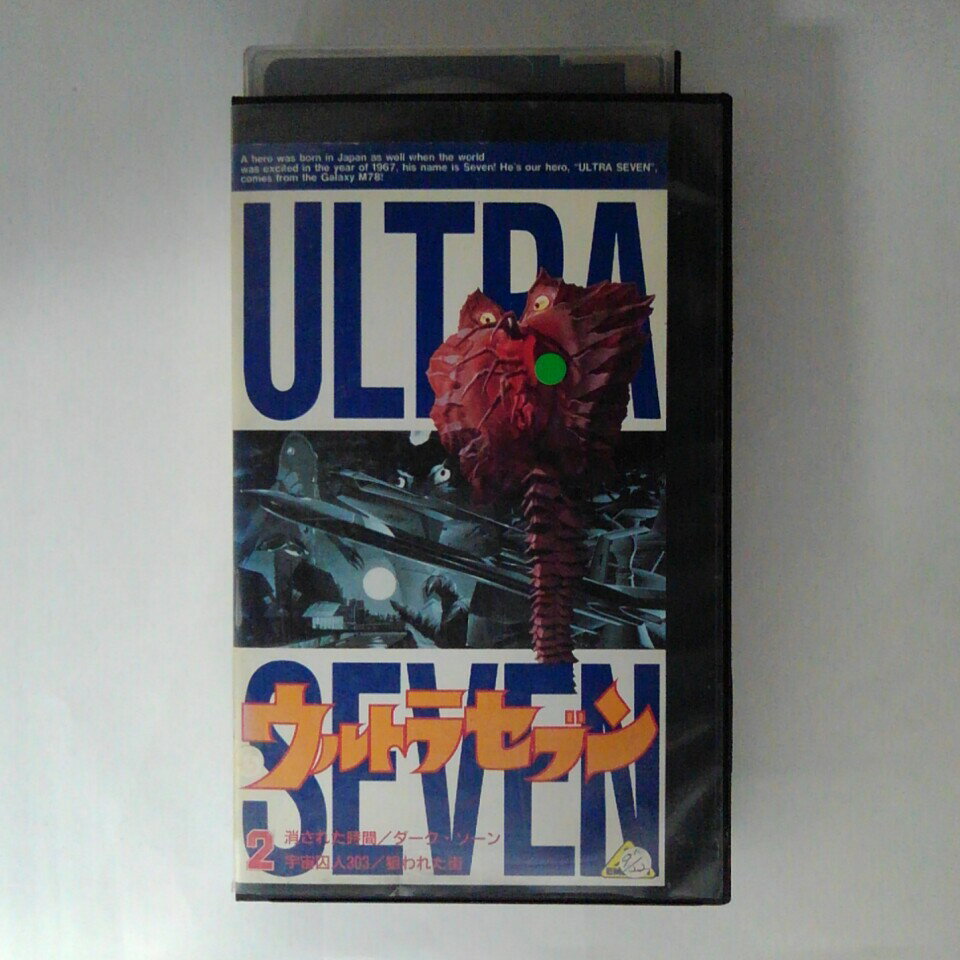 A hero was born in Japan as well when the world
was excited in the year of 1967, his name is Seven! He's our hero, "ULTRA SEVEN",
comes from the Galaxy M78!
ULTRA
SEVEN
ウルトラセブン
2 消された時間/ダーク・ゾーン
宇宙囚人303/狙われた街